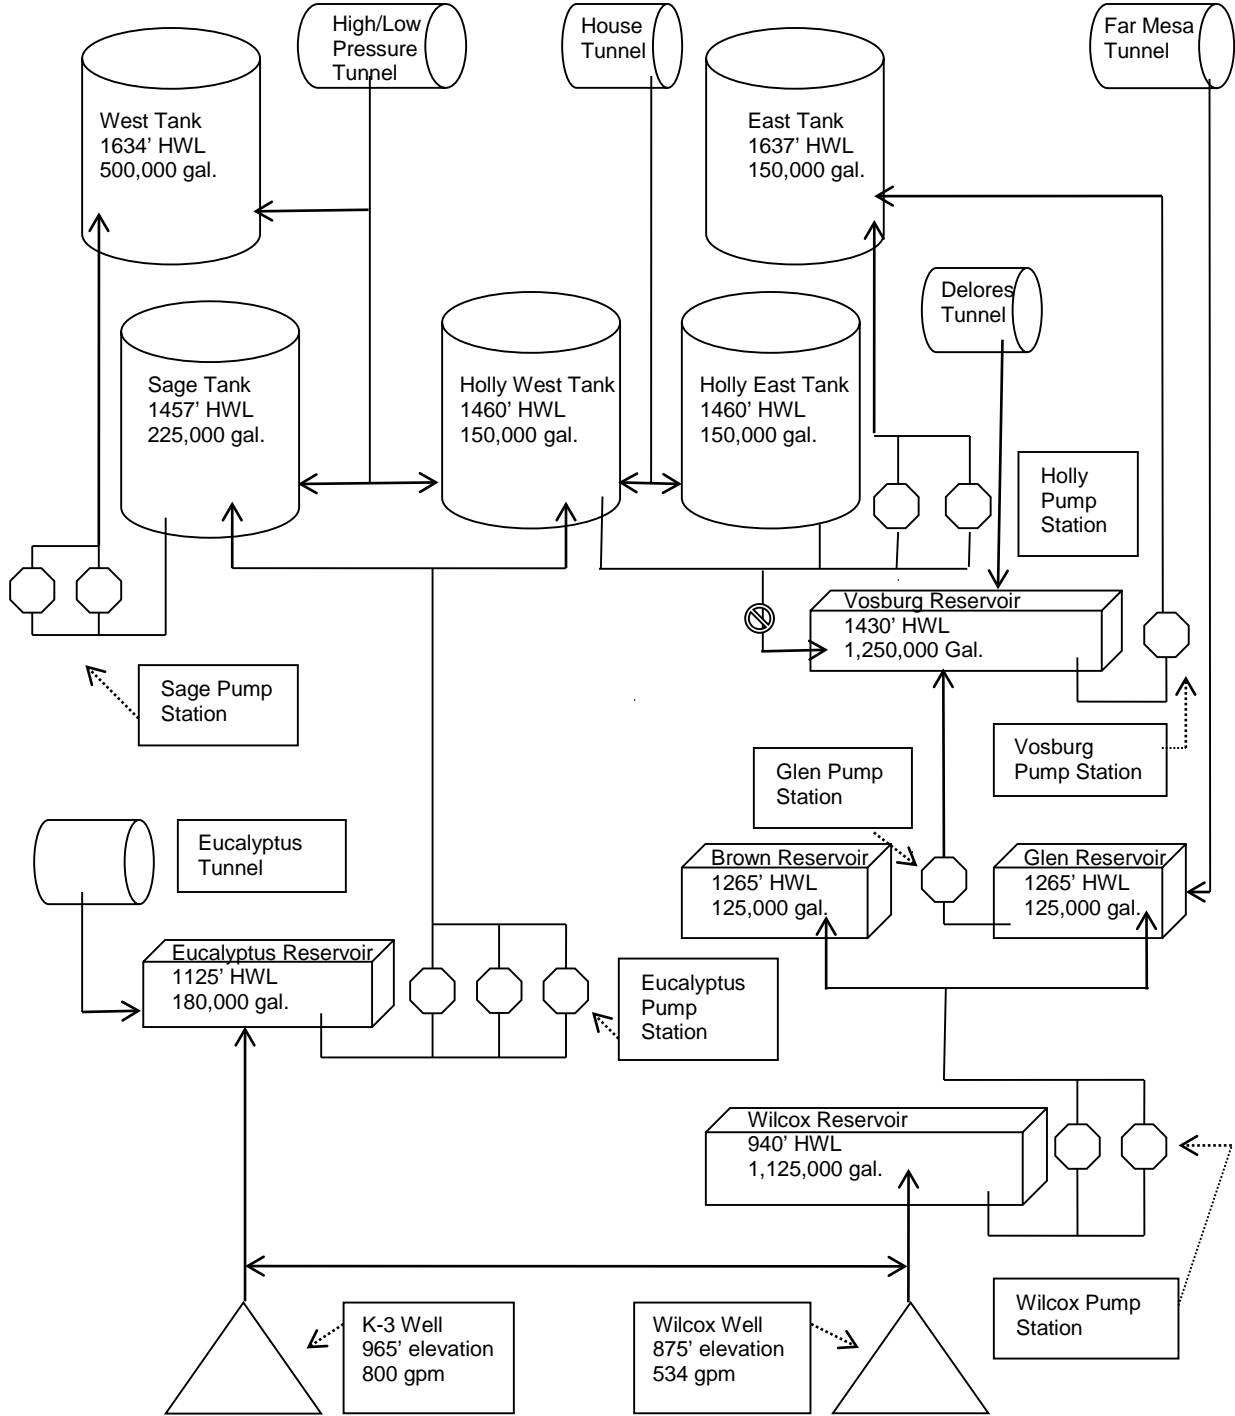 High/Low
Pressure
Tunnel
House
Tunnel
Far Mesa
Tunnel
West Tank
1634’ HWL
500,000 gal.
East Tank
1637’ HWL
150,000 gal.
Delores
Tunnel
Sage Tank
1457’ HWL
225,000 gal.
Holly West Tank
1460’ HWL
150,000 gal.
Holly East Tank
1460’ HWL
150,000 gal.
Holly
Pump
Station
Vosburg Reservoir
1430’ HWL
1,250,000 Gal.
Sage Pump
Station
Glen Pump
Station
Vosburg
Pump Station
Eucalyptus
Tunnel
Brown Reservoir
1265’ HWL
125,000 gal.
Glen Reservoir
1265’ HWL
125,000 gal.
Eucalyptus Reservoir
1125’ HWL
180,000 gal.
Eucalyptus
Pump
Station
Wilcox Reservoir
940’ HWL
1,125,000 gal.
K-3 Well
965’ elevation
800 gpm
Wilcox Well
875’ elevation
534 gpm
Wilcox Pump
Station